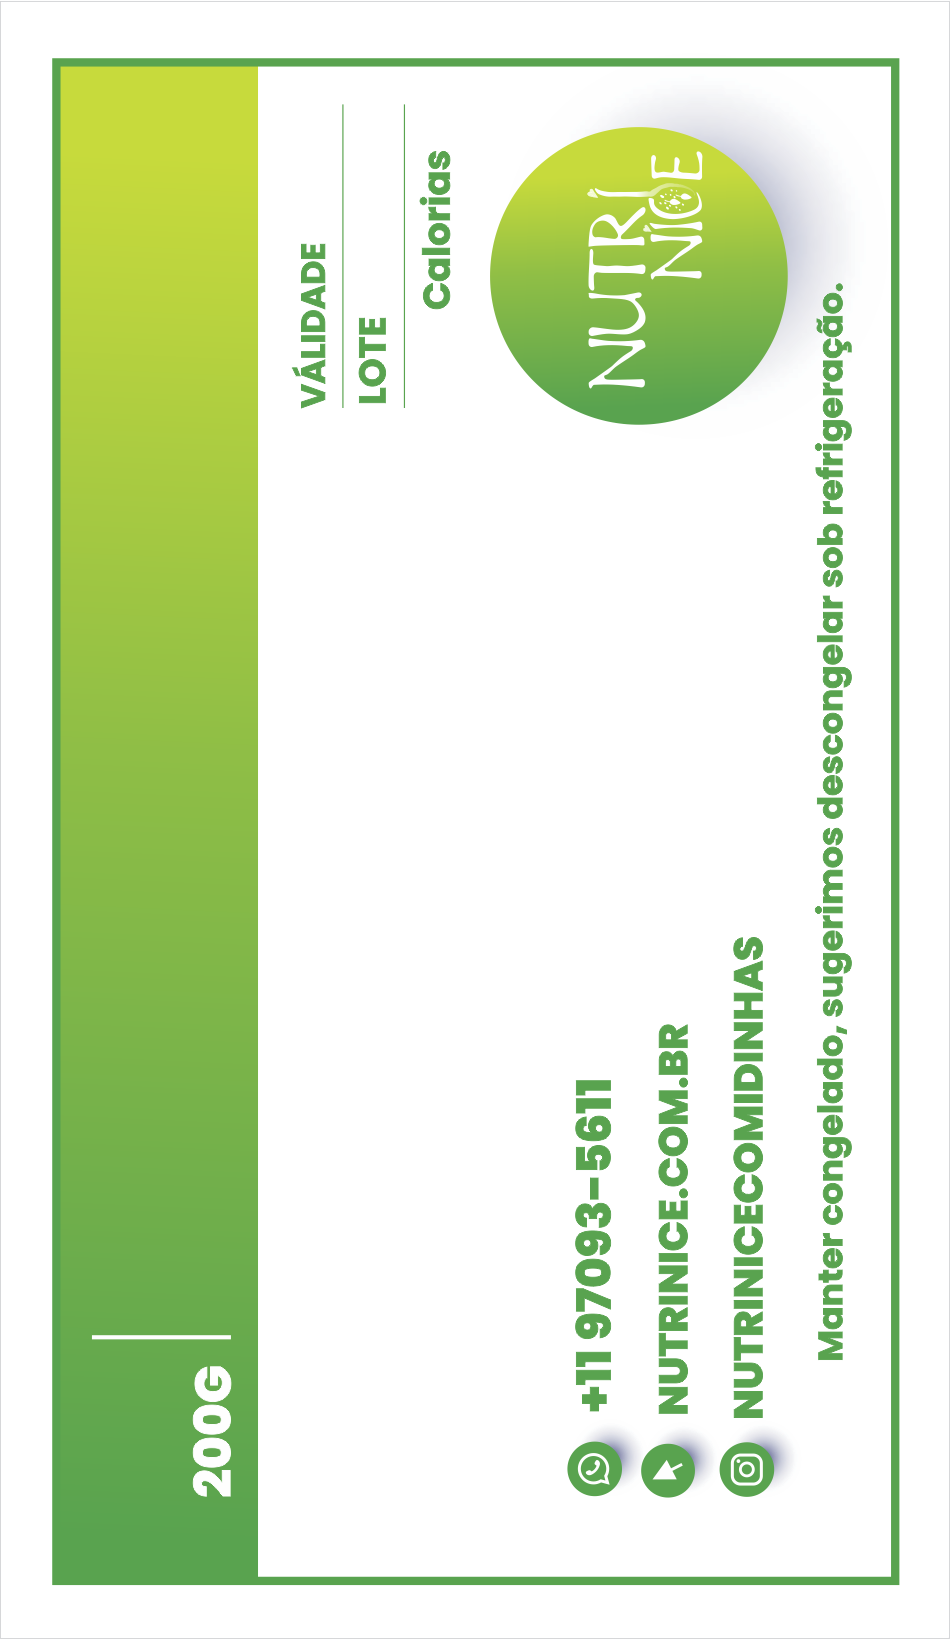 200G
VÁLIDADE
LOTE
Calorias
NUTRI
NICE
+11 97093-5611
NUTRINICE.COM.BR
NUTRINICECOMIDINHAS
Manter congelado, sugerimos descongelar sob refrigeração.